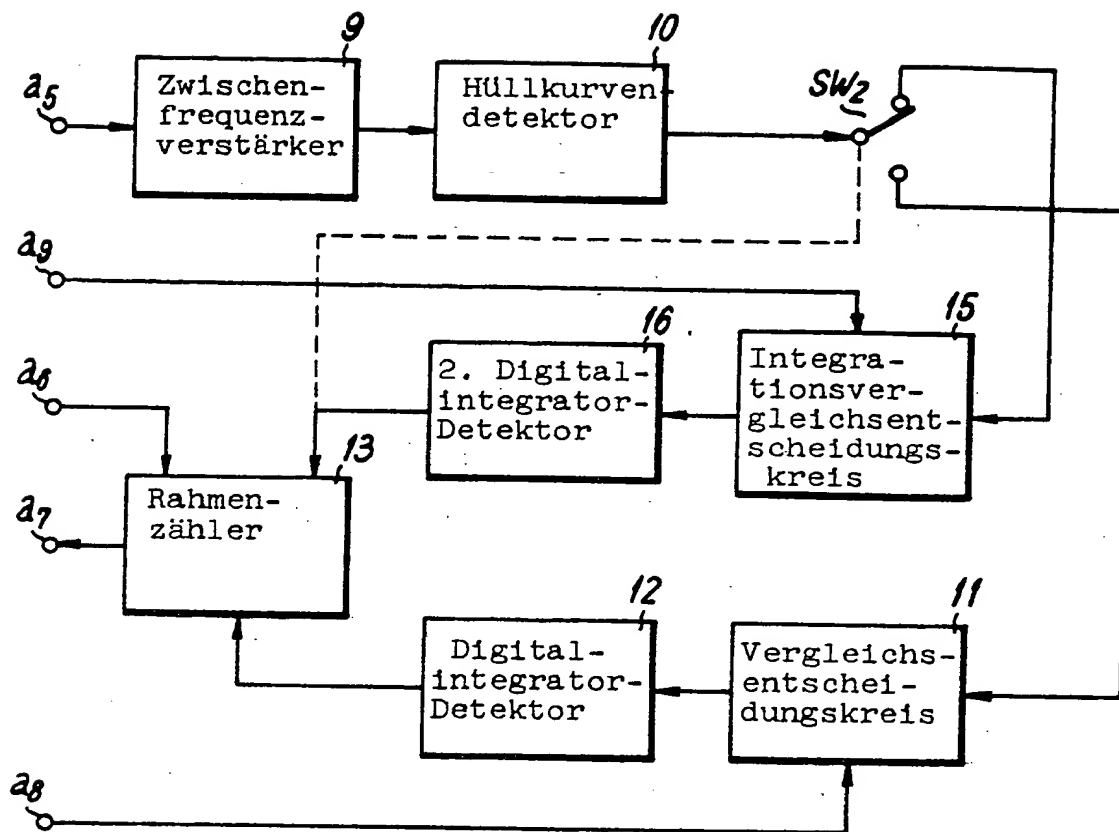 9
10
a5
Zwischen-
frequenz-
verstärker
Hüllkurven-
detektor
SW2
a9
16
15
2. Digital-
integrator-
Detektor
Integra-
tionsver-
gleichsent-
scheidungs-
kreis
a6
13
Rahmen-
zähler
a7
12
11
Digital-
integrator-
Detektor
Vergleichs-
entschei-
dungskreis
a8